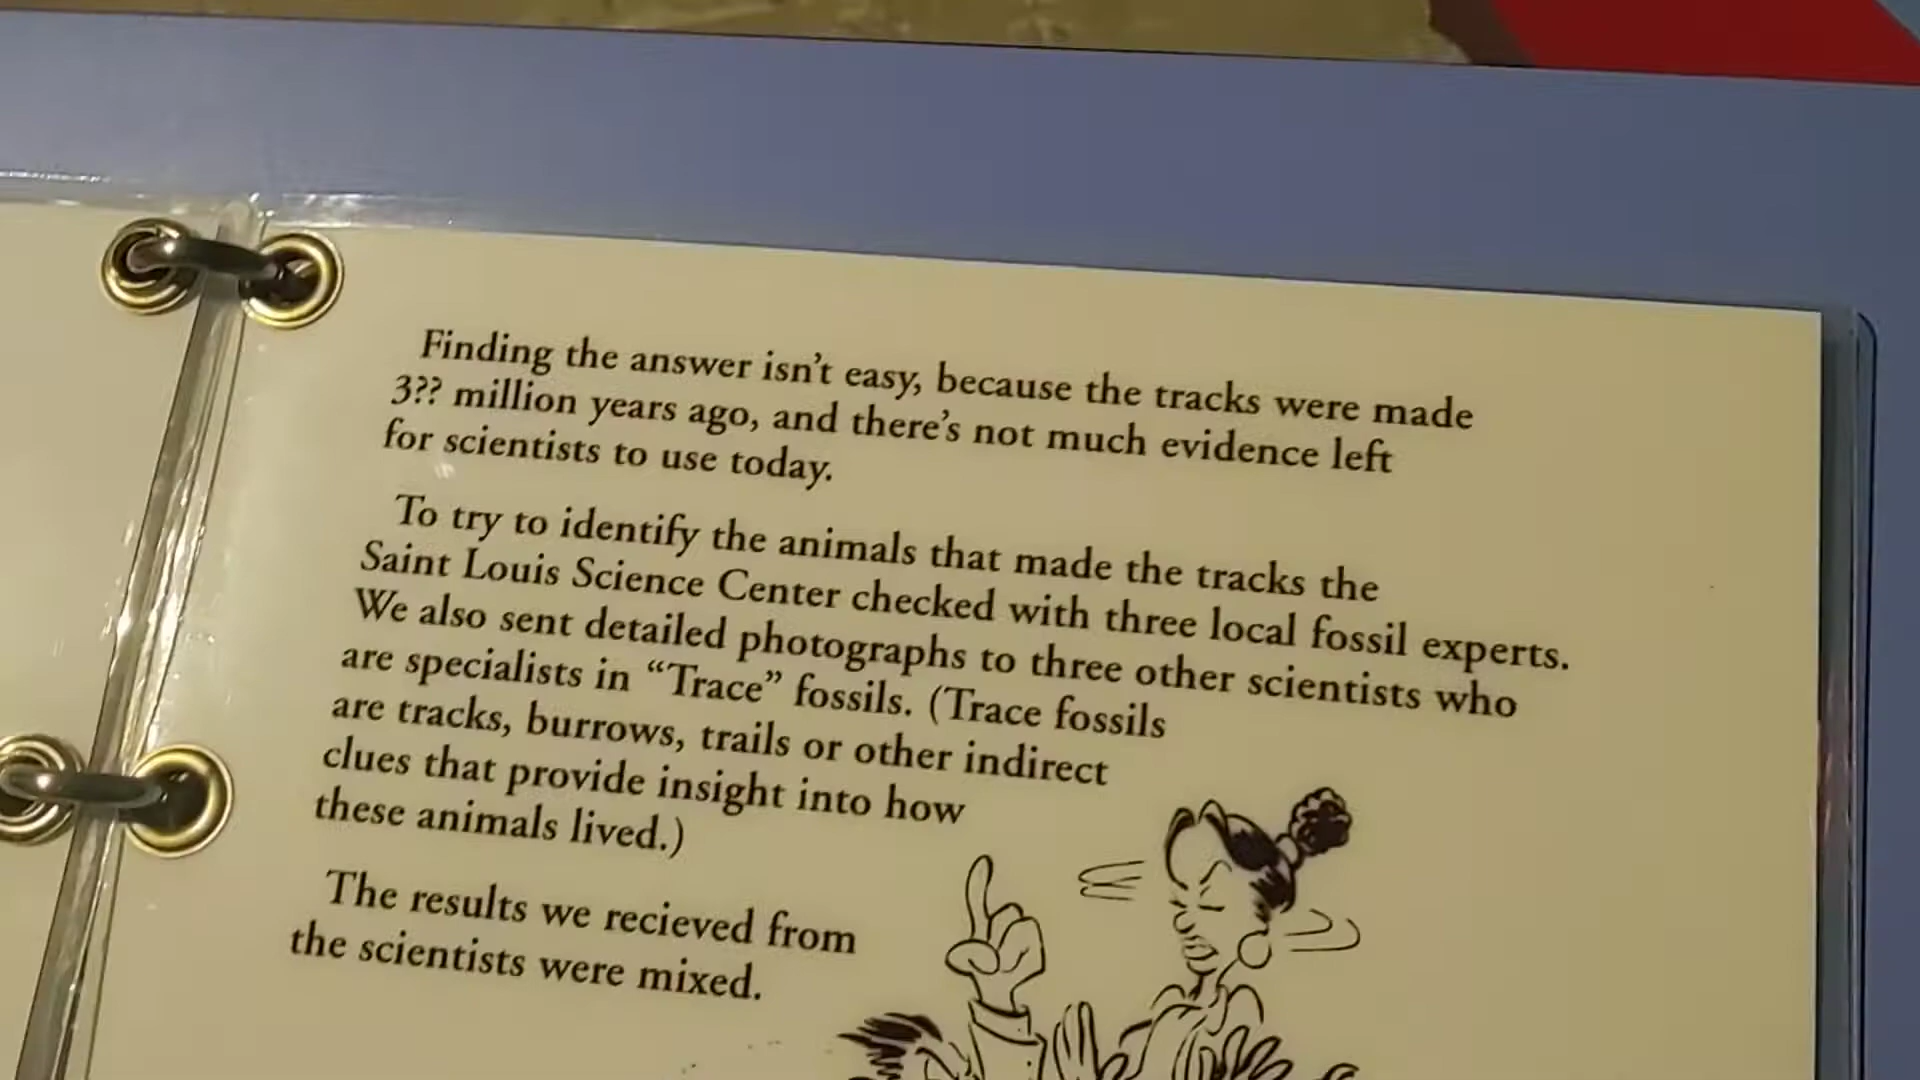 Finding the answer isn't easy, because the tracks were made
3?? million years ago, and there's not much evidence left
for scientists to use today.
To try to identify the animals that made the tracks the
Saint Louis Science Center checked with three local fossil experts.
We also sent detailed photographs to three other scientists who
are specialists in “Trace” fossils. (Trace fossils
are tracks, burrows, trails or other indirect
clues that provide insight into how
these animals lived.)
The results we recieved from
the scientists were mixed.